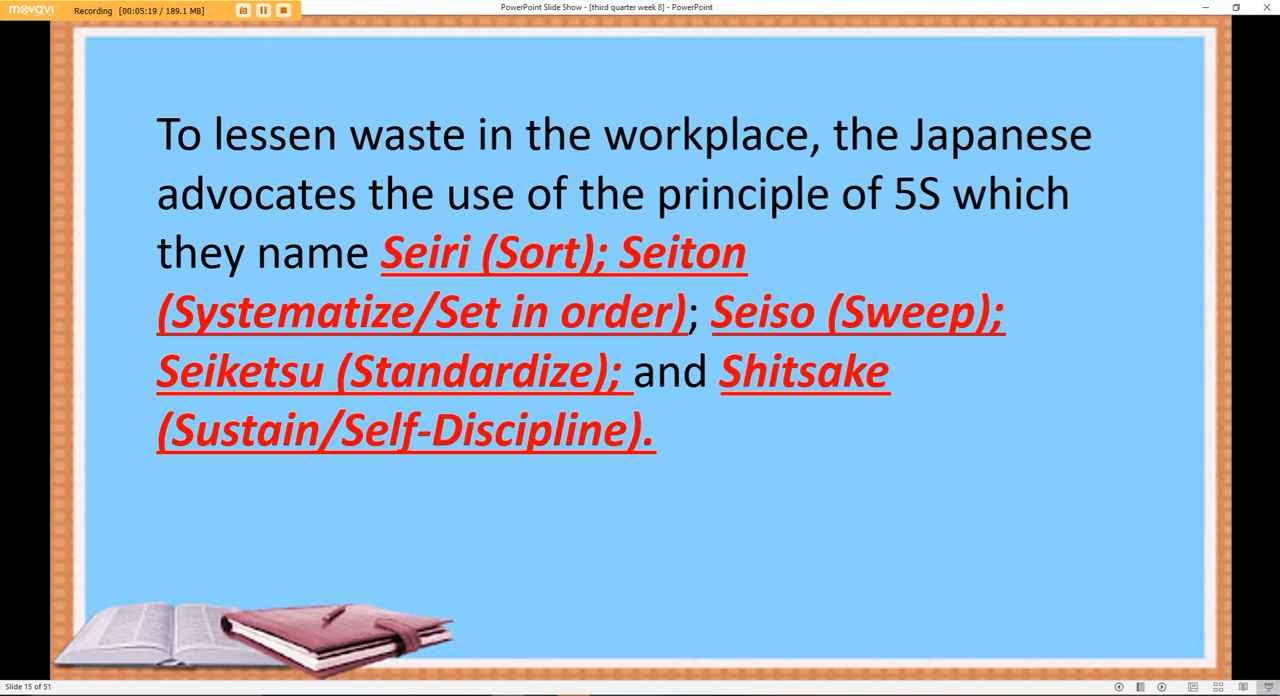 movavi Recording [00:05:19 / 189.1 MB] PowerPoint Slide Show - [third quarter week 8] - PowerPoint
To lessen waste in the workplace, the Japanese
advocates the use of the principle of 5S which
they name Seiri (Sort); Seiton
(Systematize/Set in order); Seiso (Sweep);
Seiketsu (Standardize); and Shitsake
(Sustain/Self-Discipline).
Slide 15 of 51